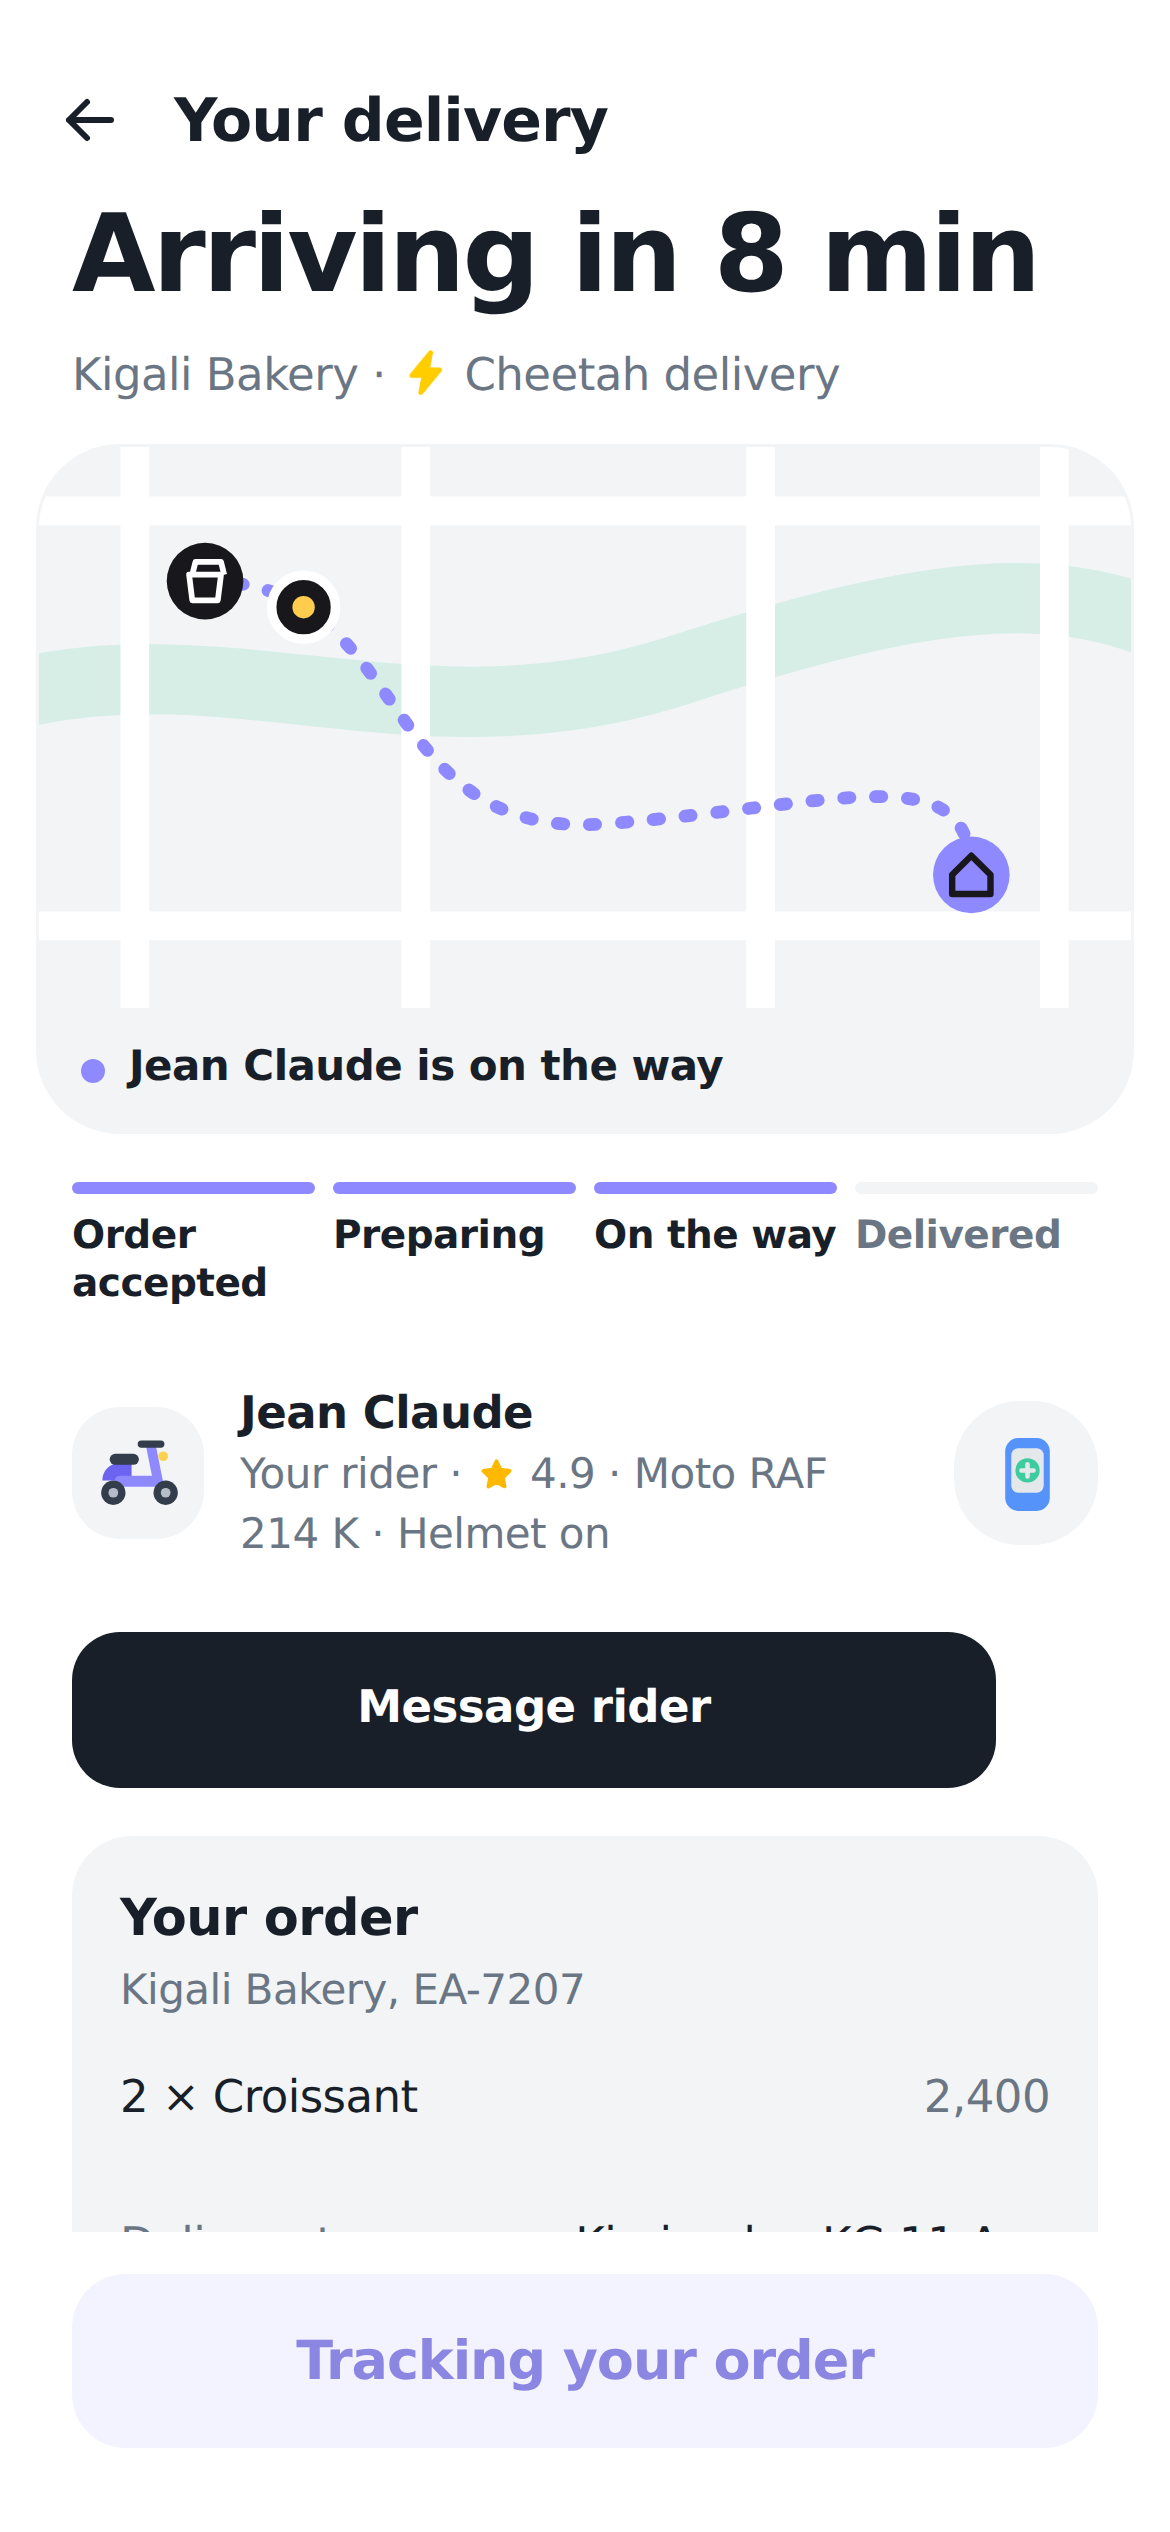 Your delivery
Arriving in 8 min
Kigali Bakery · Cheetah delivery
Jean Claude is on the way
Order accepted
Preparing
On the way
Delivered
Jean Claude
Your rider · 4.9 · Moto RAF
214 K · Helmet on
Message rider
Your order
Kigali Bakery, EA-7207
2 × Croissant 2,400
Tracking your order